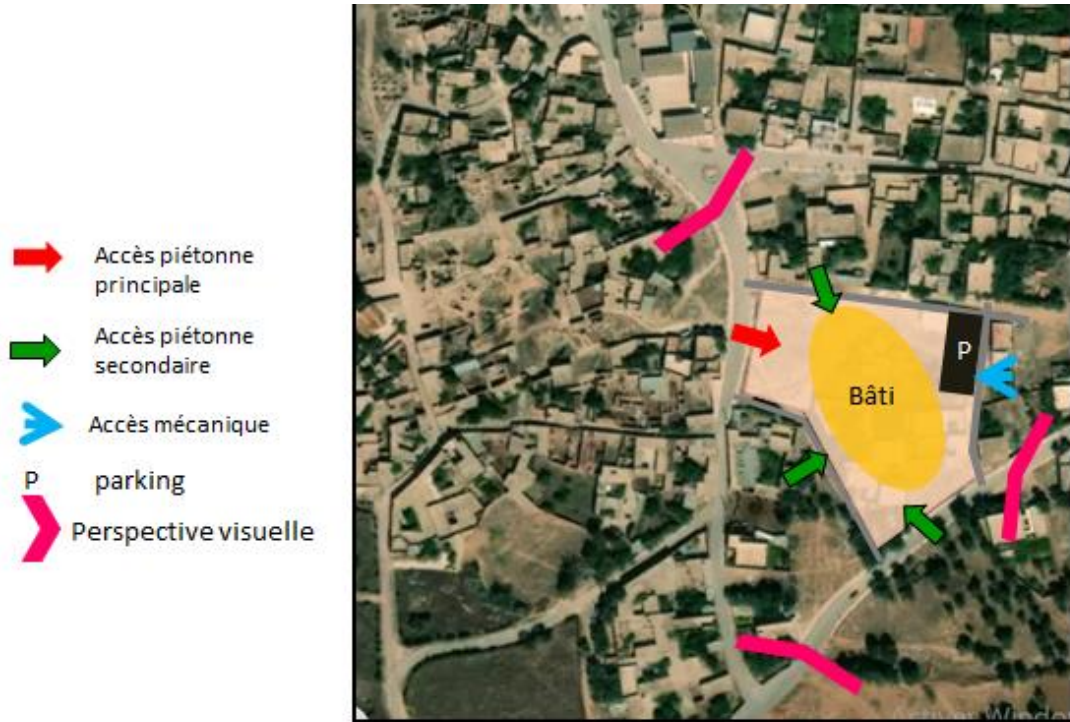 Accès piétonne
principale
Accès piétonne
secondaire
Accès mécanique
P parking
Perspective visuelle
P
Bâti